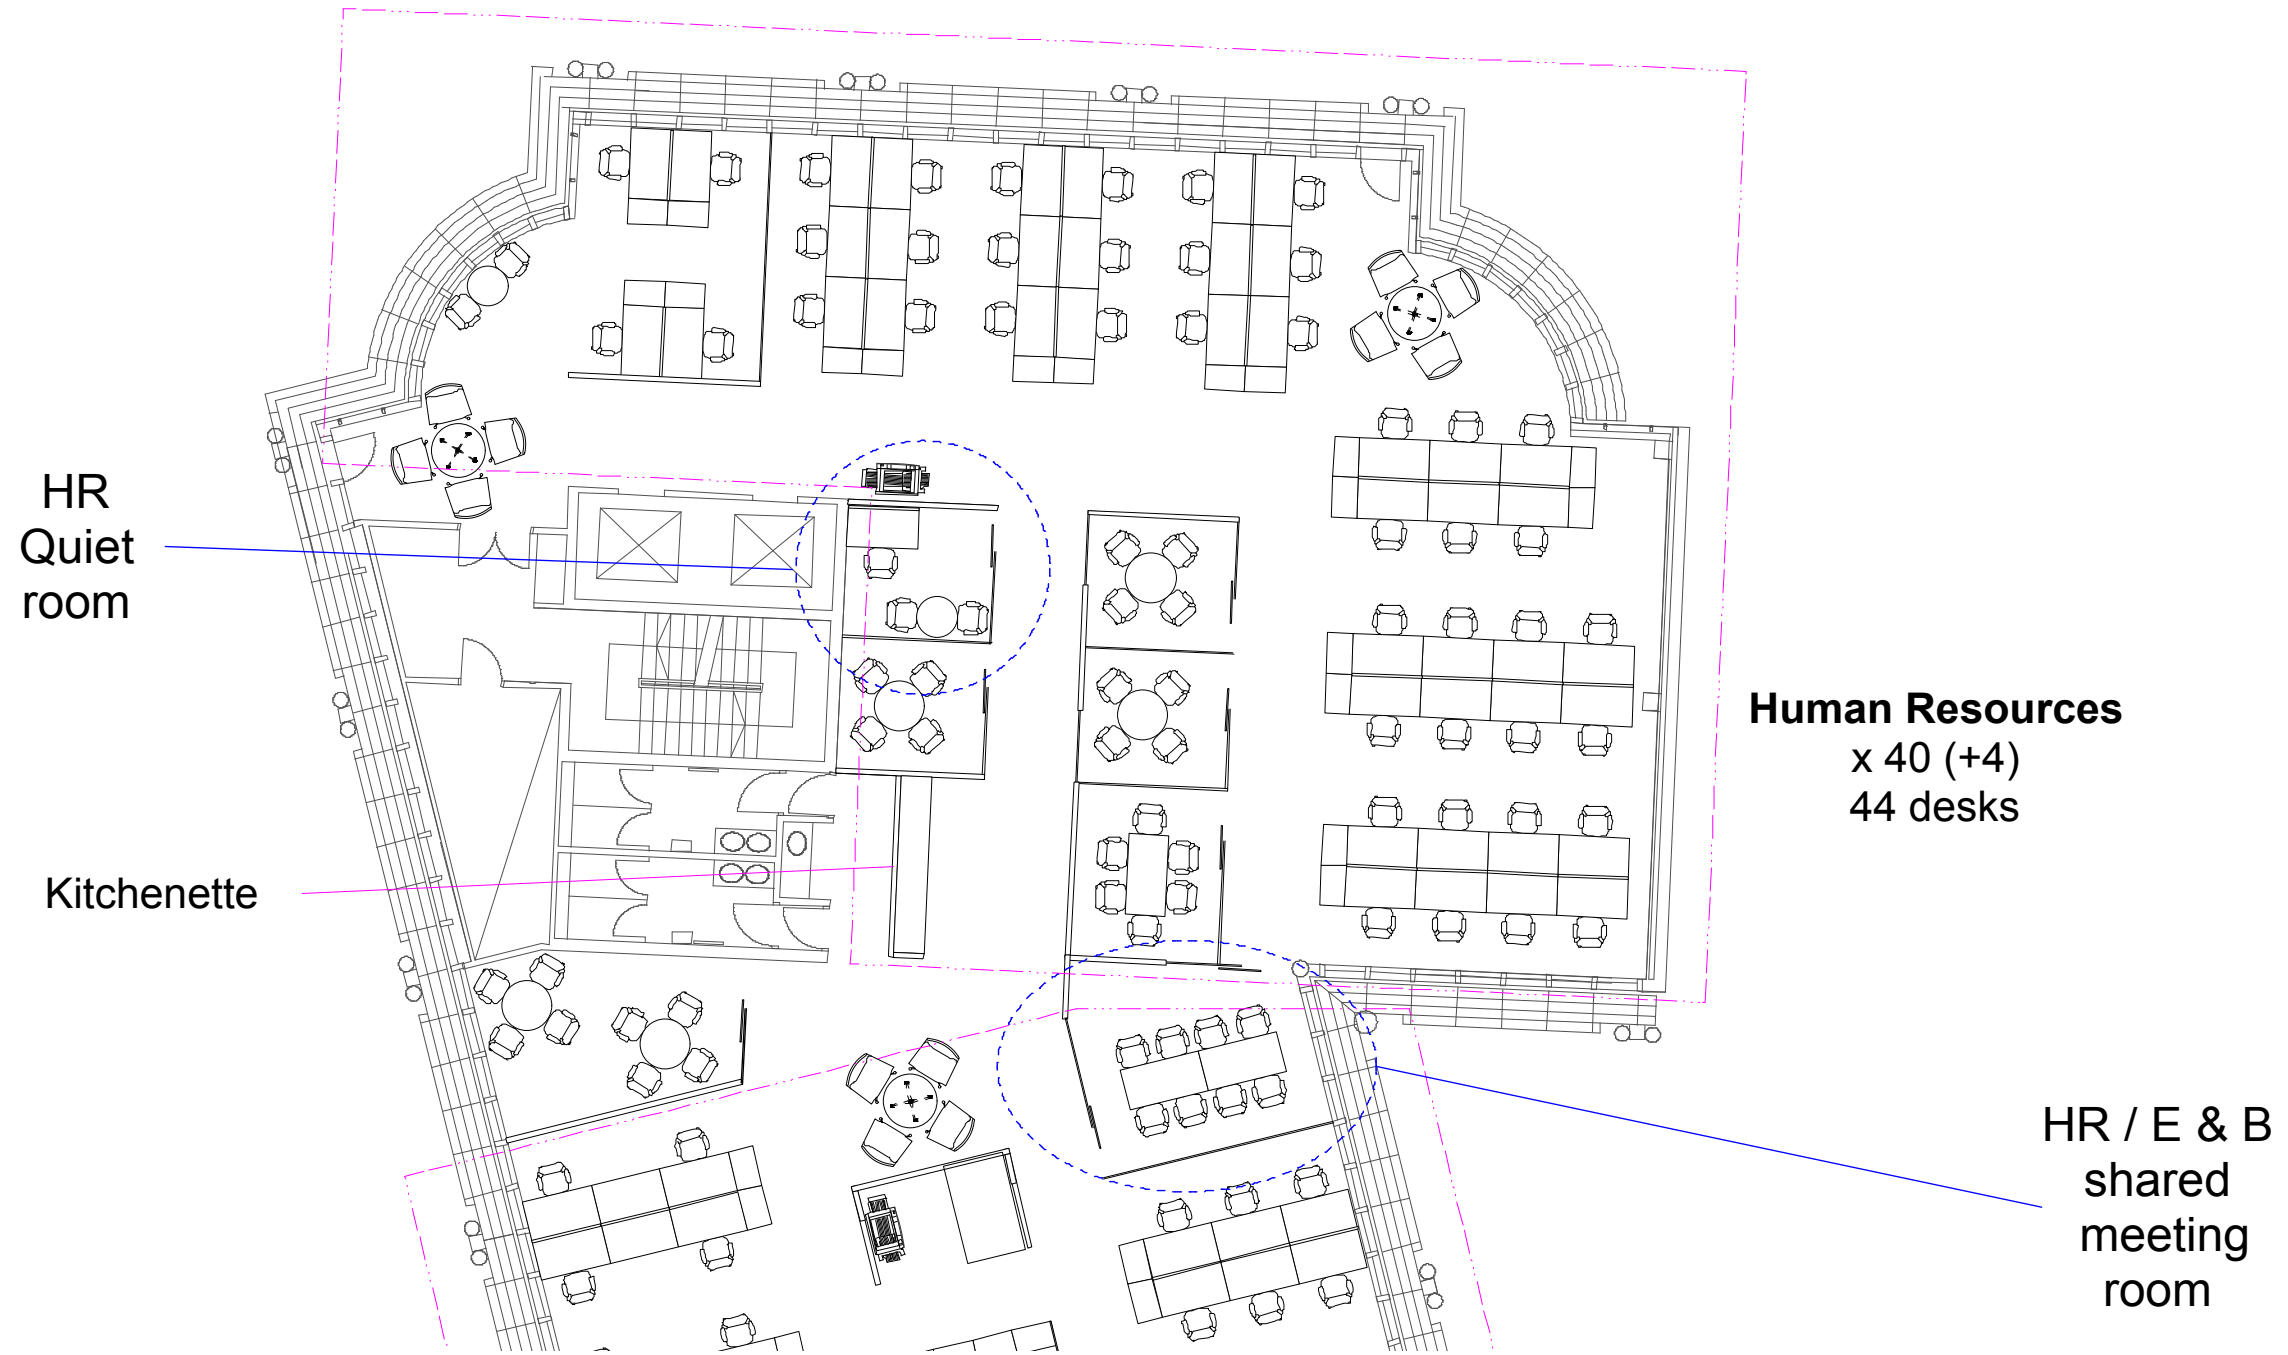 HR
Quiet
room
Kitchenette
Human Resources
x 40 (+4)
44 desks
HR / E & B
shared
meeting
room